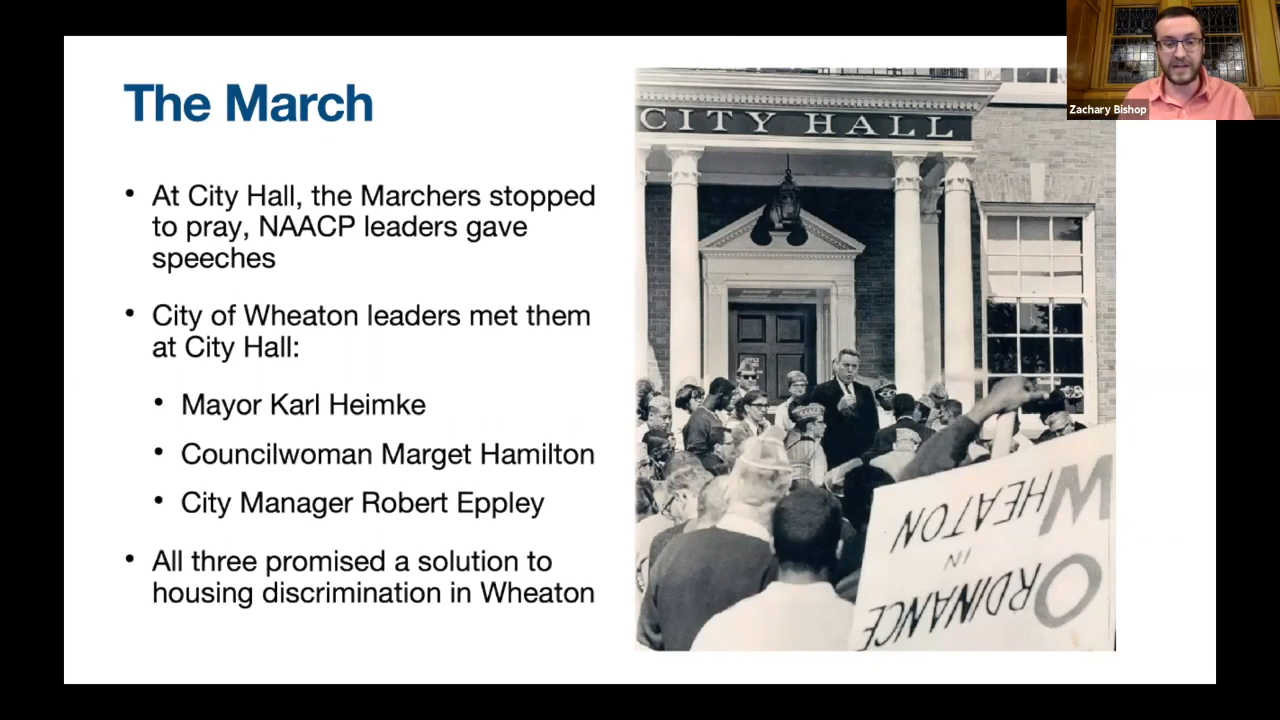 The March
• At City Hall, the Marchers stopped
to pray, NAACP leaders gave
speeches
• City of Wheaton leaders met them
at City Hall:
• Mayor Karl Heimke
• Councilwoman Marget Hamilton
• City Manager Robert Eppley
• All three promised a solution to
housing discrimination in Wheaton
CITY HALL
ORDINANCE
IN
WHEATON
Zachary Bishop